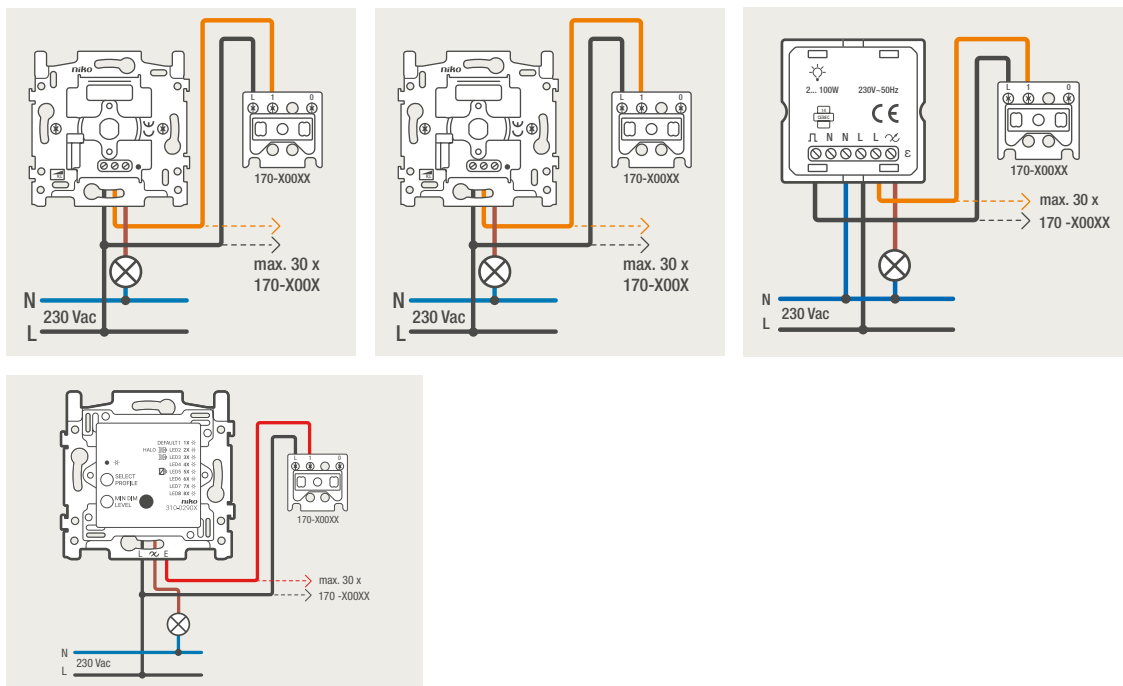 niko
L 1 0
170-X00XX
max. 30 x
170-X00X
N
230 Vac
L
niko
L 1 0
170-X00XX
max. 30 x
170-X00X
N
230 Vac
L
2... 100W 230V~50Hz
CE
N N L L
L 1 0
170-X00XX
max. 30 x
170 -X00XX
N
230 Vac
L
DEFAULT1 1X
HALO LED2 2X
LED3 3X
LED4 4X
LED5 5X
LED6 6X
LED7 7X
LED8 8X
SELECT
PROFILE
MIN DIM
LEVEL
niko
310-0290X
L E
L 1 0
170-X00XX
max. 30 x
170 -X00XX
N
230 Vac
L